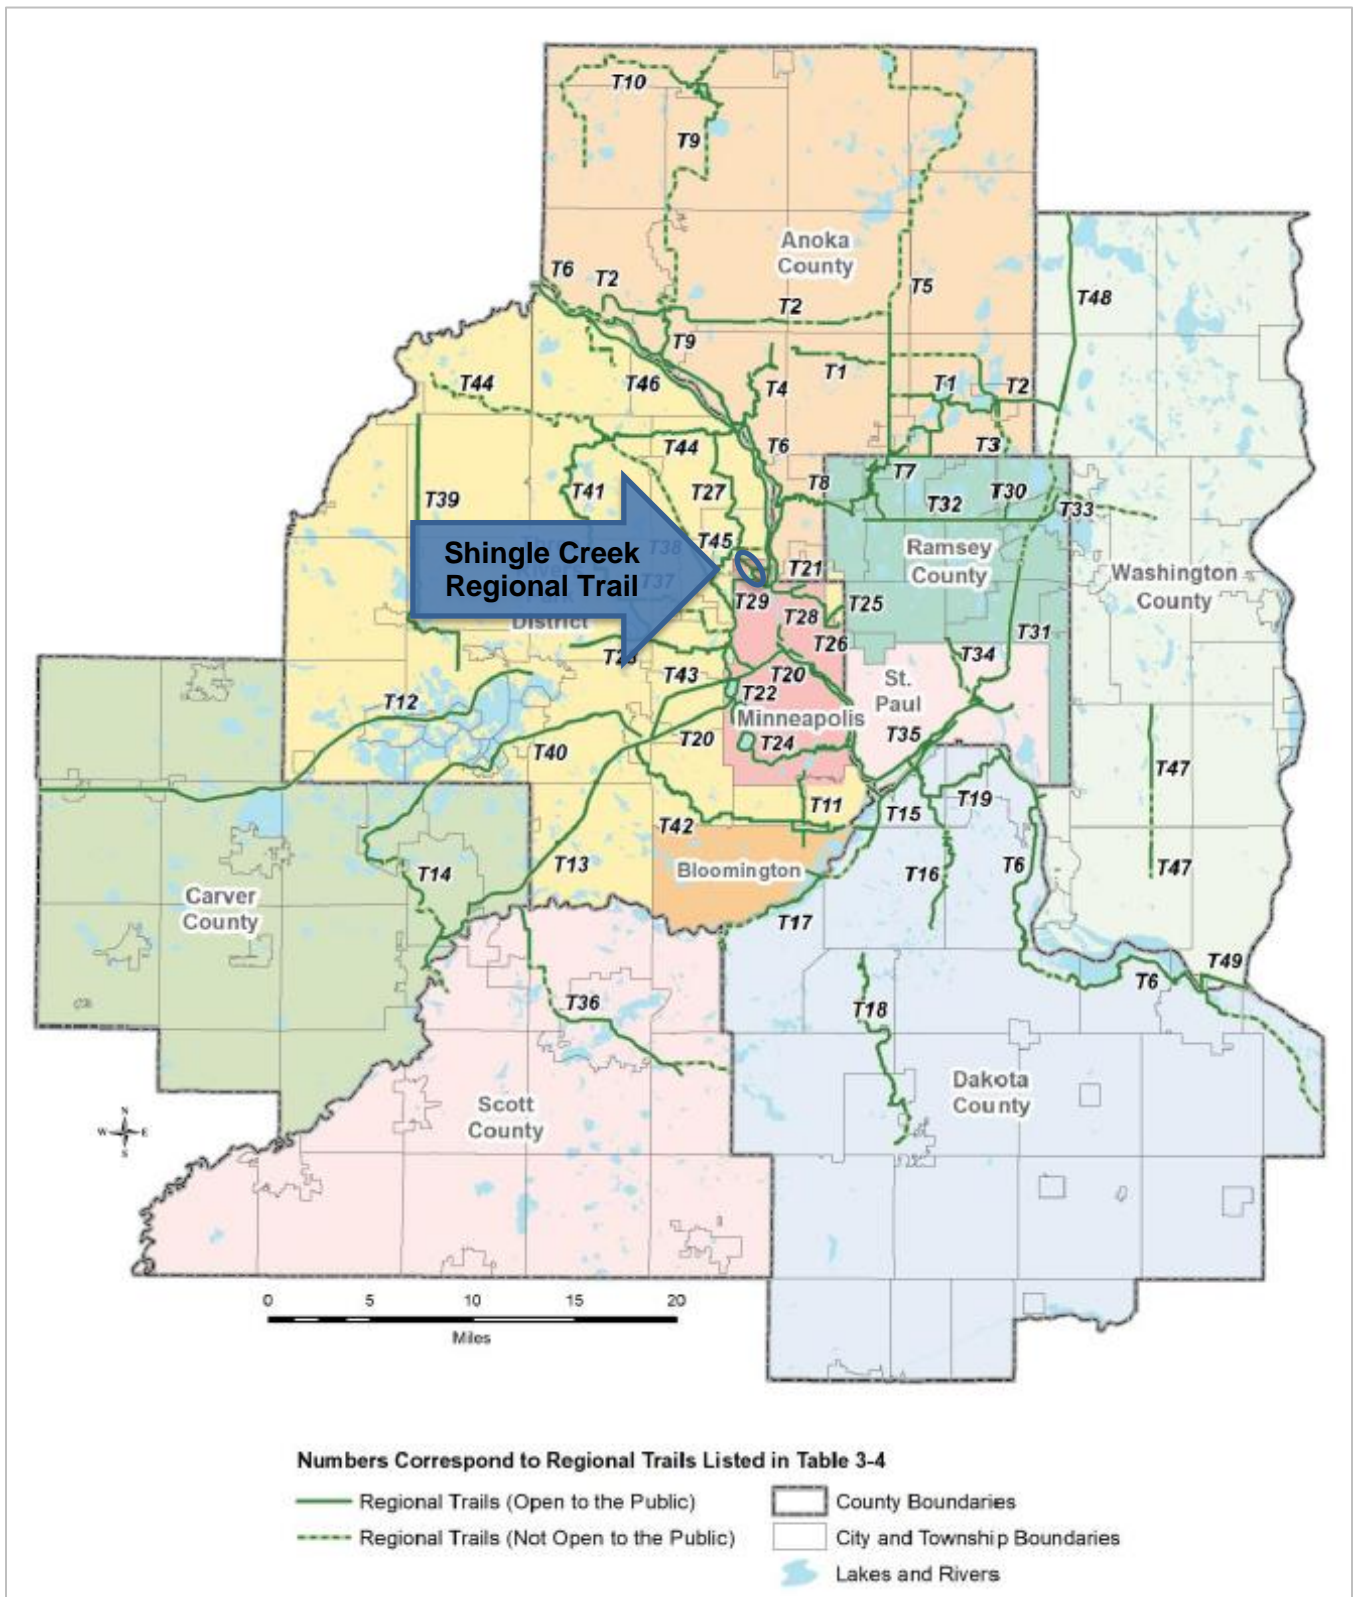 T10
T9
Anoka
County
T6
T2
T5
T48
T2
T9
T1
T4
T44
T46
T1
T2
T44
T6
T3
T7
T8
T41
T27
T39
T32
T30
T33
T45
T38
Shingle Creek
Regional Trail
T37
District
Ramsey
County
T21
Washington
County
T29
T28
T25
T26
T31
T34
T43
T20
T22
St.
Paul
T12
Minneapolis
T40
T20
T24
T35
T47
T11
T15
T19
T42
T14
T13
Bloomington
T16
T6
T47
Carver
County
T17
T49
T6
T36
T18
Dakota
County
Scott
County
N
W E
S
0 5 10 15 20
Miles
Numbers Correspond to Regional Trails Listed in Table 3-4
Regional Trails (Open to the Public)
County Boundaries
Regional Trails (Not Open to the Public)
City and Township Boundaries
Lakes and Rivers